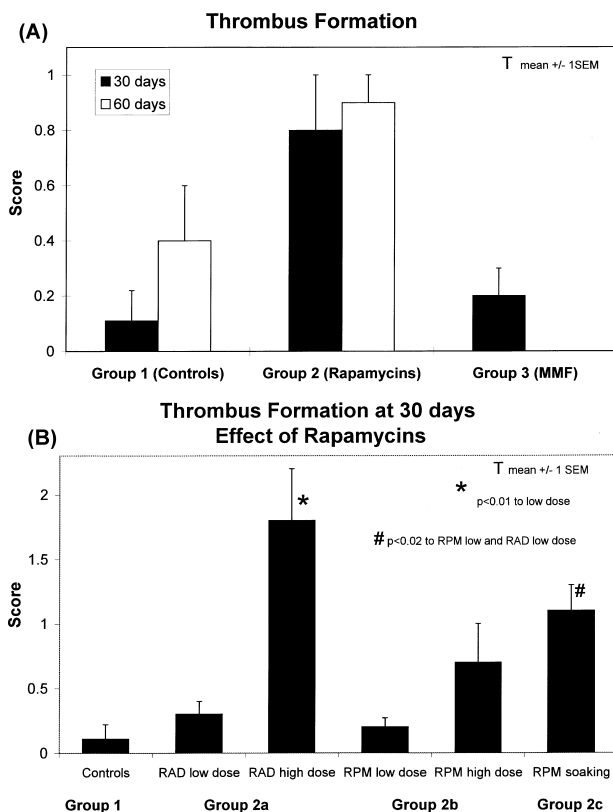 Thrombus Formation
(A)
T mean +/- 1SEM
30 days
60 days
1
0.8
0.6
0.4
0.2
0
Score
Group 1 (Controls) Group 2 (Rapamycins) Group 3 (MMF)
Thrombus Formation at 30 days
(B) Effect of Rapamycins
T mean +/- 1 SEM
*
p<0.01 to low dose
# p<0.02 to RPM low and RAD low dose
*
#
2
1.5
1
0.5
0
Score
Controls RAD low dose RAD high dose RPM low dose RPM high dose RPM soaking
Group 1 Group 2a Group 2b Group 2c